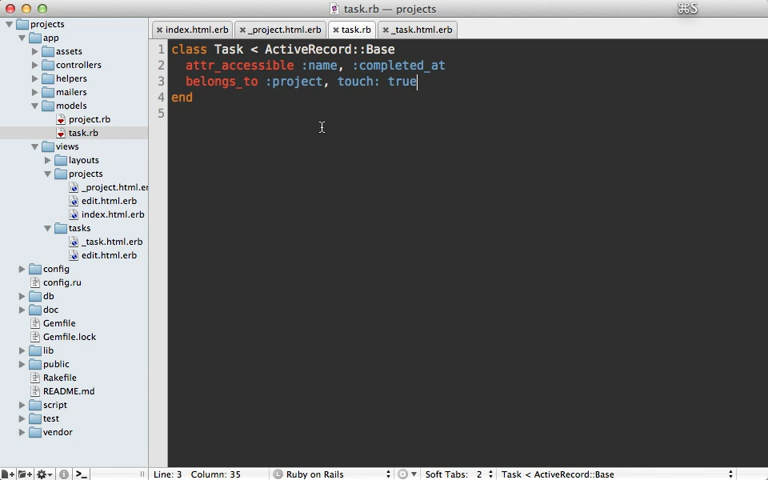 task.rb — projects
⌘S
projects
app
assets
controllers
helpers
mailers
models
project.rb
task.rb
views
layouts
projects
_project.html.er
edit.html.erb
index.html.erb
tasks
_task.html.erb
edit.html.erb
config
config.ru
db
doc
Gemfile
Gemfile.lock
lib
public
Rakefile
README.md
script
test
vendor
index.html.erb
_project.html.erb
task.rb
_task.html.erb
1 class Task < ActiveRecord::Base
2 attr_accessible :name, :completed_at
3 belongs_to :project, touch: true
4 end
5
Line: 3 Column: 35
Ruby on Rails
Soft Tabs: 2
Task < ActiveRecord::Base